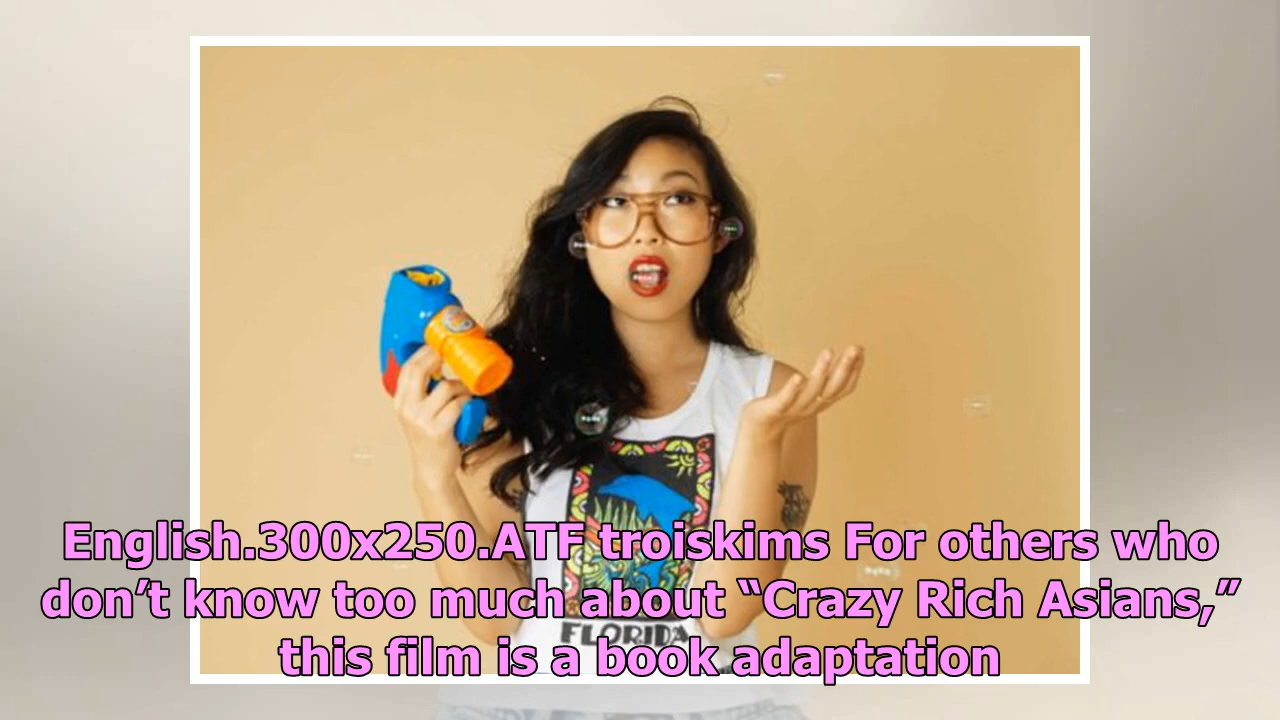 English.300x250.ATF troiskims For others who
don’t know too much about “Crazy Rich Asians,”
this film is a book adaptation
FLORIDA